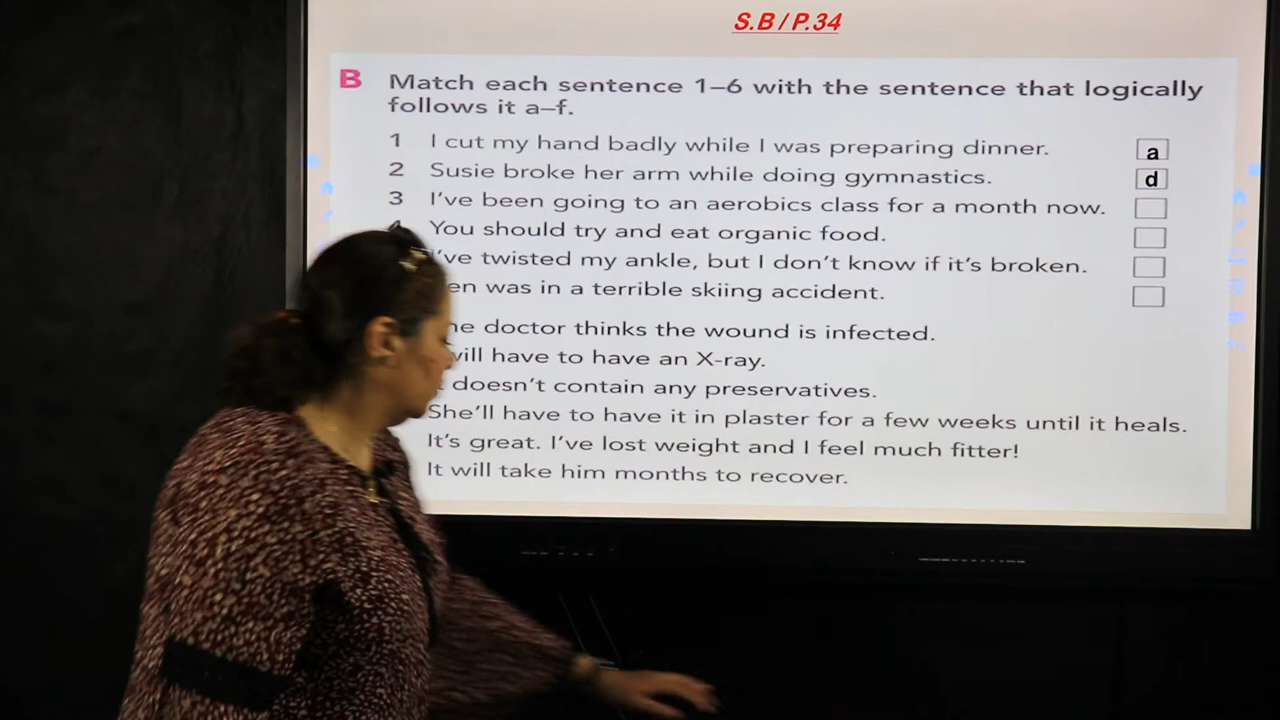 S.B / P.34
B Match each sentence 1–6 with the sentence that logically
follows it a–f.
1 I cut my hand badly while I was preparing dinner. a
2 Susie broke her arm while doing gymnastics. d
3 I've been going to an aerobics class for a month now.
You should try and eat organic food.
I've twisted my ankle, but I don't know if it's broken.
was in a terrible skiing accident.
doctor thinks the wound is infected.
will have to have an X-ray.
doesn't contain any preservatives.
She'll have to have it in plaster for a few weeks until it heals.
It's great. I've lost weight and I feel much fitter!
It will take him months to recover.